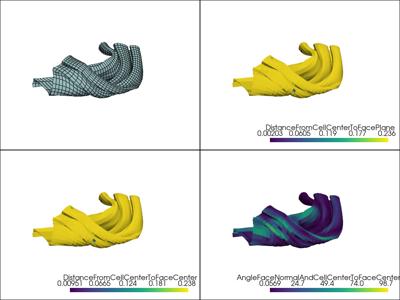 DistanceFromCellCenterToFacePlane
0.00203 0.0605 0.119 0.177 0.236
DistanceFromCellCenterToFaceCenter
0.00951 0.0665 0.124 0.181 0.238
AngleFaceNormalAndCellCenterToFaceCenter
0.0569 24.7 49.4 74.0 98.7